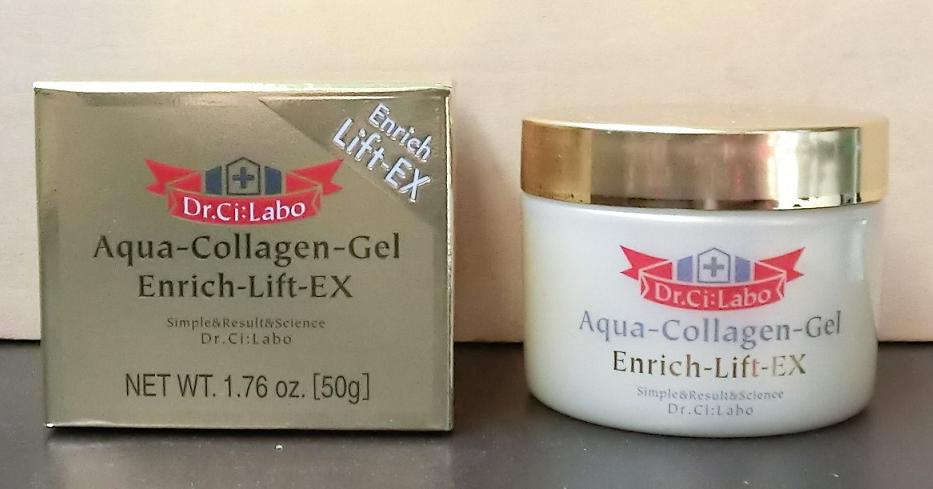 Enrich
Lift-EX
Dr.Ci:Labo
Aqua-Collagen-Gel
Enrich-Lift-EX
Simple&Result&Science
Dr.Ci:Labo
NET WT. 1.76 oz. [50g]
Dr.Ci:Labo
Aqua-Collagen-Gel
Enrich-Lift-EX
Simple&Result&Science
Dr.Ci:Labo